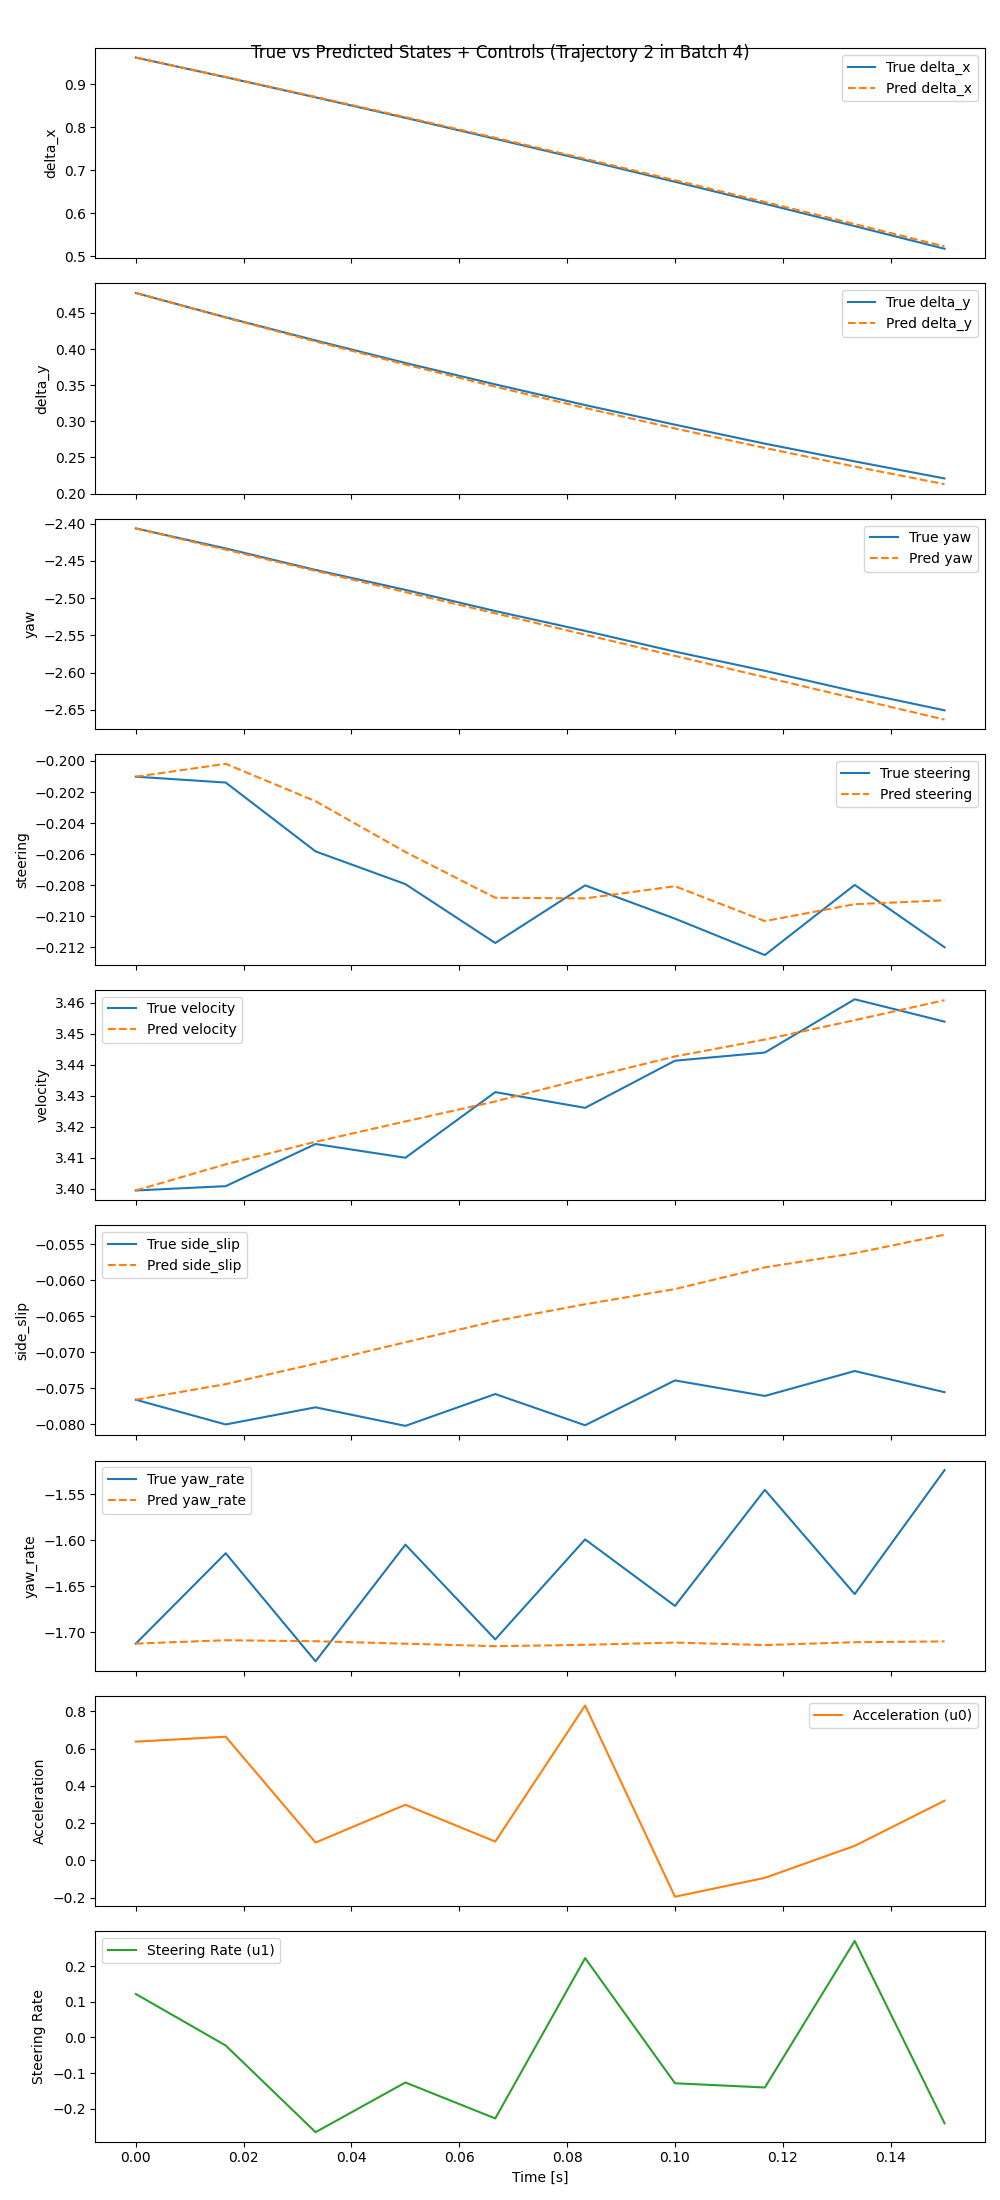 True vs Predicted States + Controls (Trajectory 2 in Batch 4)
True delta_x
Pred delta_x
delta_x
0.9
0.8
0.7
0.6
0.5
True delta_y
Pred delta_y
delta_y
0.45
0.40
0.35
0.30
0.25
0.20
True yaw
Pred yaw
yaw
−2.40
−2.45
−2.50
−2.55
−2.60
−2.65
True steering
Pred steering
steering
−0.200
−0.202
−0.204
−0.206
−0.208
−0.210
−0.212
True velocity
Pred velocity
velocity
3.46
3.45
3.44
3.43
3.42
3.41
3.40
True side_slip
Pred side_slip
side_slip
−0.055
−0.060
−0.065
−0.070
−0.075
−0.080
True yaw_rate
Pred yaw_rate
yaw_rate
−1.55
−1.60
−1.65
−1.70
Acceleration (u0)
Acceleration
0.8
0.6
0.4
0.2
0.0
−0.2
Steering Rate (u1)
Steering Rate
0.2
0.1
0.0
−0.1
−0.2
0.00 0.02 0.04 0.06 0.08 0.10 0.12 0.14
Time [s]